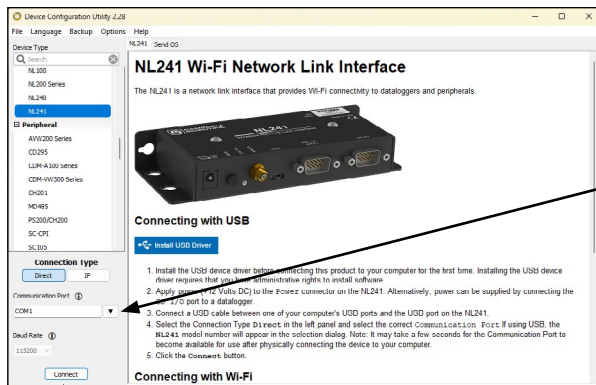 Device Configuration Utility 2.28
File Language Backup Options Help
Device Type
Search
NL100
NL200 Series
NL240
NL241
Peripheral
AVW200 Series
CD295
CDM-A100 Series
CDM-VW300 Series
CH201
MD485
PS200/CH200
SC-CPI
SC105
Connection Type
Direct IP
Communication Port
COM1
Baud Rate
115200
Connect
NL241 Send OS
NL241 Wi-Fi Network Link Interface
The NL241 is a network link interface that provides Wi-Fi connectivity to dataloggers and peripherals.
NL241
Connecting with USB
Install USB Driver
1. Install the USB device driver before connecting this product to your computer for the first time. Installing the USB device
driver requires that you have administrative rights to install software.
2. Apply power (+12 Volts DC) to the Power connector on the NL241. Alternatively, power can be supplied by connecting the
CS I/O port to a datalogger.
3. Connect a USB cable between one of your computer's USB ports and the USB port on the NL241.
4. Select the Connection Type Direct in the left panel and select the correct Communication Port If using USB, the
NL241 model number will appear in the selection dialog. Note: It may take a few seconds for the Communication Port to
become available for use after physically connecting the device to your computer.
5. Click the Connect button.
Connecting with Wi-Fi